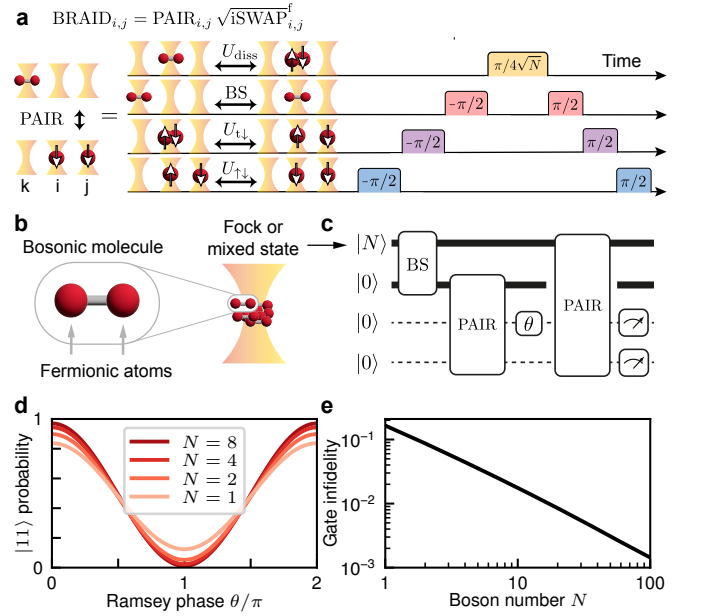 a
BRAID_{i,j} = PAIR_{i,j} √iSWAP^f_{i,j}
U_diss
π/4√N
Time
BS
-π/2
π/2
PAIR
=
U_{t↓}
-π/2
π/2
U_{↑↓}
-π/2
π/2
k i j
b
Bosonic molecule
Fermionic atoms
Fock or
mixed state
c
|N⟩
|0⟩
|0⟩
|0⟩
BS
PAIR
θ
PAIR
d
|11⟩ probability
1
0
N = 8
N = 4
N = 2
N = 1
0 1 2
Ramsey phase θ/π
e
Gate infidelity
10⁻¹
10⁻²
10⁻³
1 10 100
Boson number N